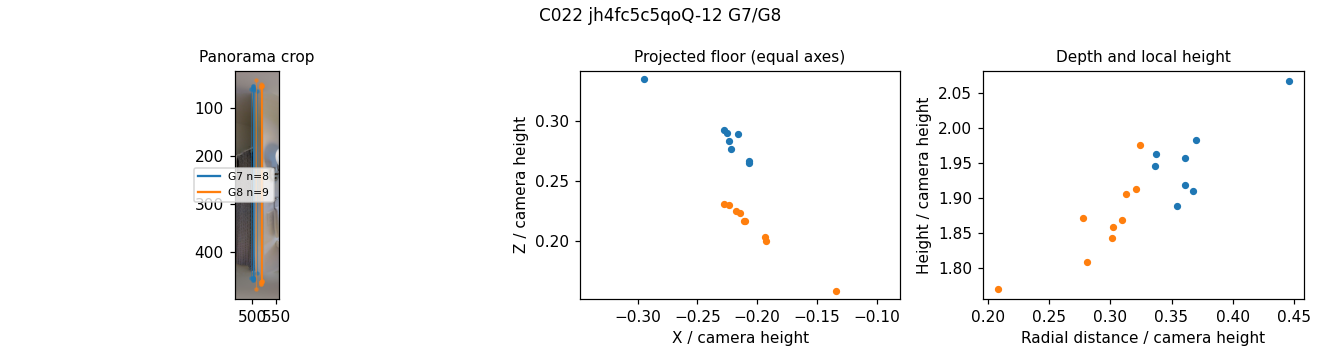 C022 jh4fc5c5qoQ-12 G7/G8
Panorama crop
100
200
300
400
500
550
G7 n=8
G8 n=9
Projected floor (equal axes)
Z / camera height
0.30
0.25
0.20
−0.30
−0.25
−0.20
−0.15
−0.10
X / camera height
Depth and local height
Height / camera height
2.05
2.00
1.95
1.90
1.85
1.80
0.20
0.25
0.30
0.35
0.40
0.45
Radial distance / camera height